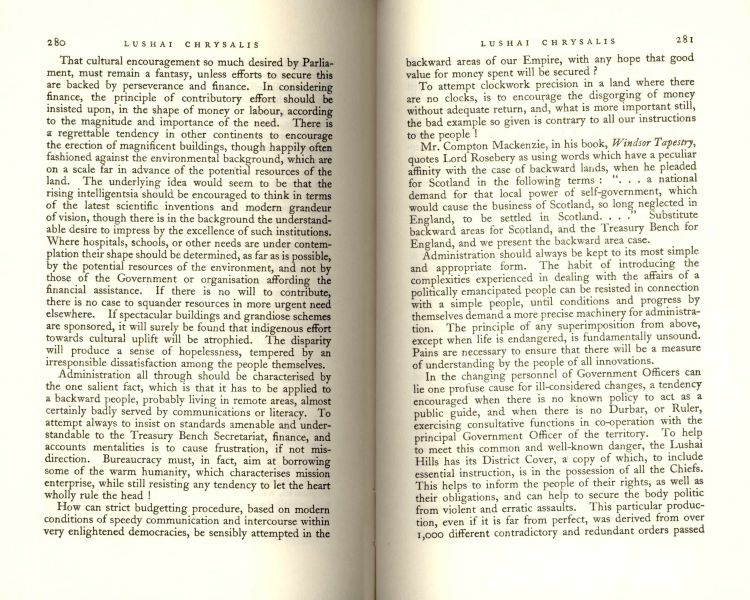 280
LUSHAI CHRYSALIS
That cultural encouragement so much desired by Parlia-
ment, must remain a fantasy, unless efforts to secure this
are backed by perseverance and finance. In considering
finance, the principle of contributory effort should be
insisted upon, in the shape of money or labour, according
to the magnitude and importance of the need. There is
a regrettable tendency in other continents to encourage
the erection of magnificent buildings, though happily often
fashioned against the environmental background, which are
on a scale far in advance of the potential resources of the
land. The underlying idea would seem to be that the
rising intelligentsia should be encouraged to think in terms
of the latest scientific inventions and modern grandeur
of vision, though there is in the background the understand-
able desire to impress by the excellence of such institutions.
Where hospitals, schools, or other needs are under contem-
plation their shape should be determined, as far as is possible,
by the potential resources of the environment, and not by
those of the Government or organisation affording the
financial assistance. If there is no will to contribute,
there is no case to squander resources in more urgent need
elsewhere. If spectacular buildings and grandiose schemes
are sponsored, it will surely be found that indigenous effort
towards cultural uplift will be atrophied. The disparity
will produce a sense of hopelessness, tempered by an
irresponsible dissatisfaction among the people themselves.
Administration all through should be characterised by
the one salient fact, which is that it has to be applied to
a backward people, probably living in remote areas, almost
certainly badly served by communications or literacy. To
attempt always to insist on standards amenable and under-
standable to the Treasury Bench Secretariat, finance, and
accounts mentalities is to cause frustration, if not mis-
direction. Bureaucracy must, in fact, aim at borrowing
some of the warm humanity, which characterises mission
enterprise, while still resisting any tendency to let the heart
wholly rule the head !
How can strict budgetting procedure, based on modern
conditions of speedy communication and intercourse within
very enlightened democracies, be sensibly attempted in the
LUSHAI CHRYSALIS
281
backward areas of our Empire, with any hope that good
value for money spent will be secured ?
To attempt clockwork precision in a land where there
are no clocks, is to encourage the disgorging of money
without adequate return, and, what is more important still,
the bad example so given is contrary to all our instructions
to the people !
Mr. Compton Mackenzie, in his book, Windsor Tapestry,
quotes Lord Rosebery as using words which have a peculiar
affinity with the case of backward lands, when he pleaded
for Scotland in the following terms : “. . . a national
demand for that local power of self-government, which
would cause the business of Scotland, so long neglected in
England, to be settled in Scotland. . . .” Substitute
backward areas for Scotland, and the Treasury Bench for
England, and we present the backward area case.
Administration should always be kept to its most simple
and appropriate form. The habit of introducing the
complexities experienced in dealing with the affairs of a
politically emancipated people can be resisted in connection
with a simple people, until conditions and progress by
themselves demand a more precise machinery for administra-
tion. The principle of any superimposition from above,
except when life is endangered, is fundamentally unsound.
Pains are necessary to ensure that there will be a measure
of understanding by the people of all innovations.
In the changing personnel of Government Officers can
lie one profuse cause for ill-considered changes, a tendency
encouraged when there is no known policy to act as a
public guide, and when there is no Durbar, or Ruler,
exercising consultative functions in co-operation with the
principal Government Officer of the territory. To help
to meet this common and well-known danger, the Lushai
Hills has its District Cover, a copy of which, to include
essential instruction, is in the possession of all the Chiefs.
This helps to inform the people of their rights, as well as
their obligations, and can help to secure the body politic
from violent and erratic assaults. This particular produc-
tion, even if it is far from perfect, was derived from over
1,000 different contradictory and redundant orders passed